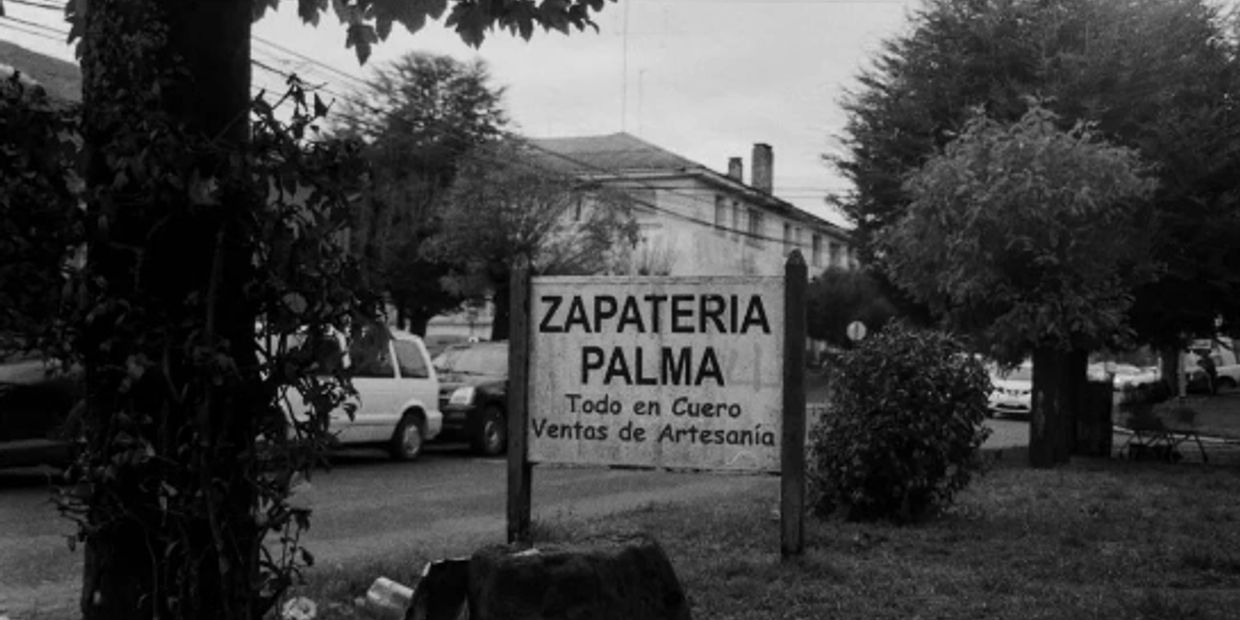 ZAPATERIA
PALMA
Todo en Cuero
Ventas de Artesanía